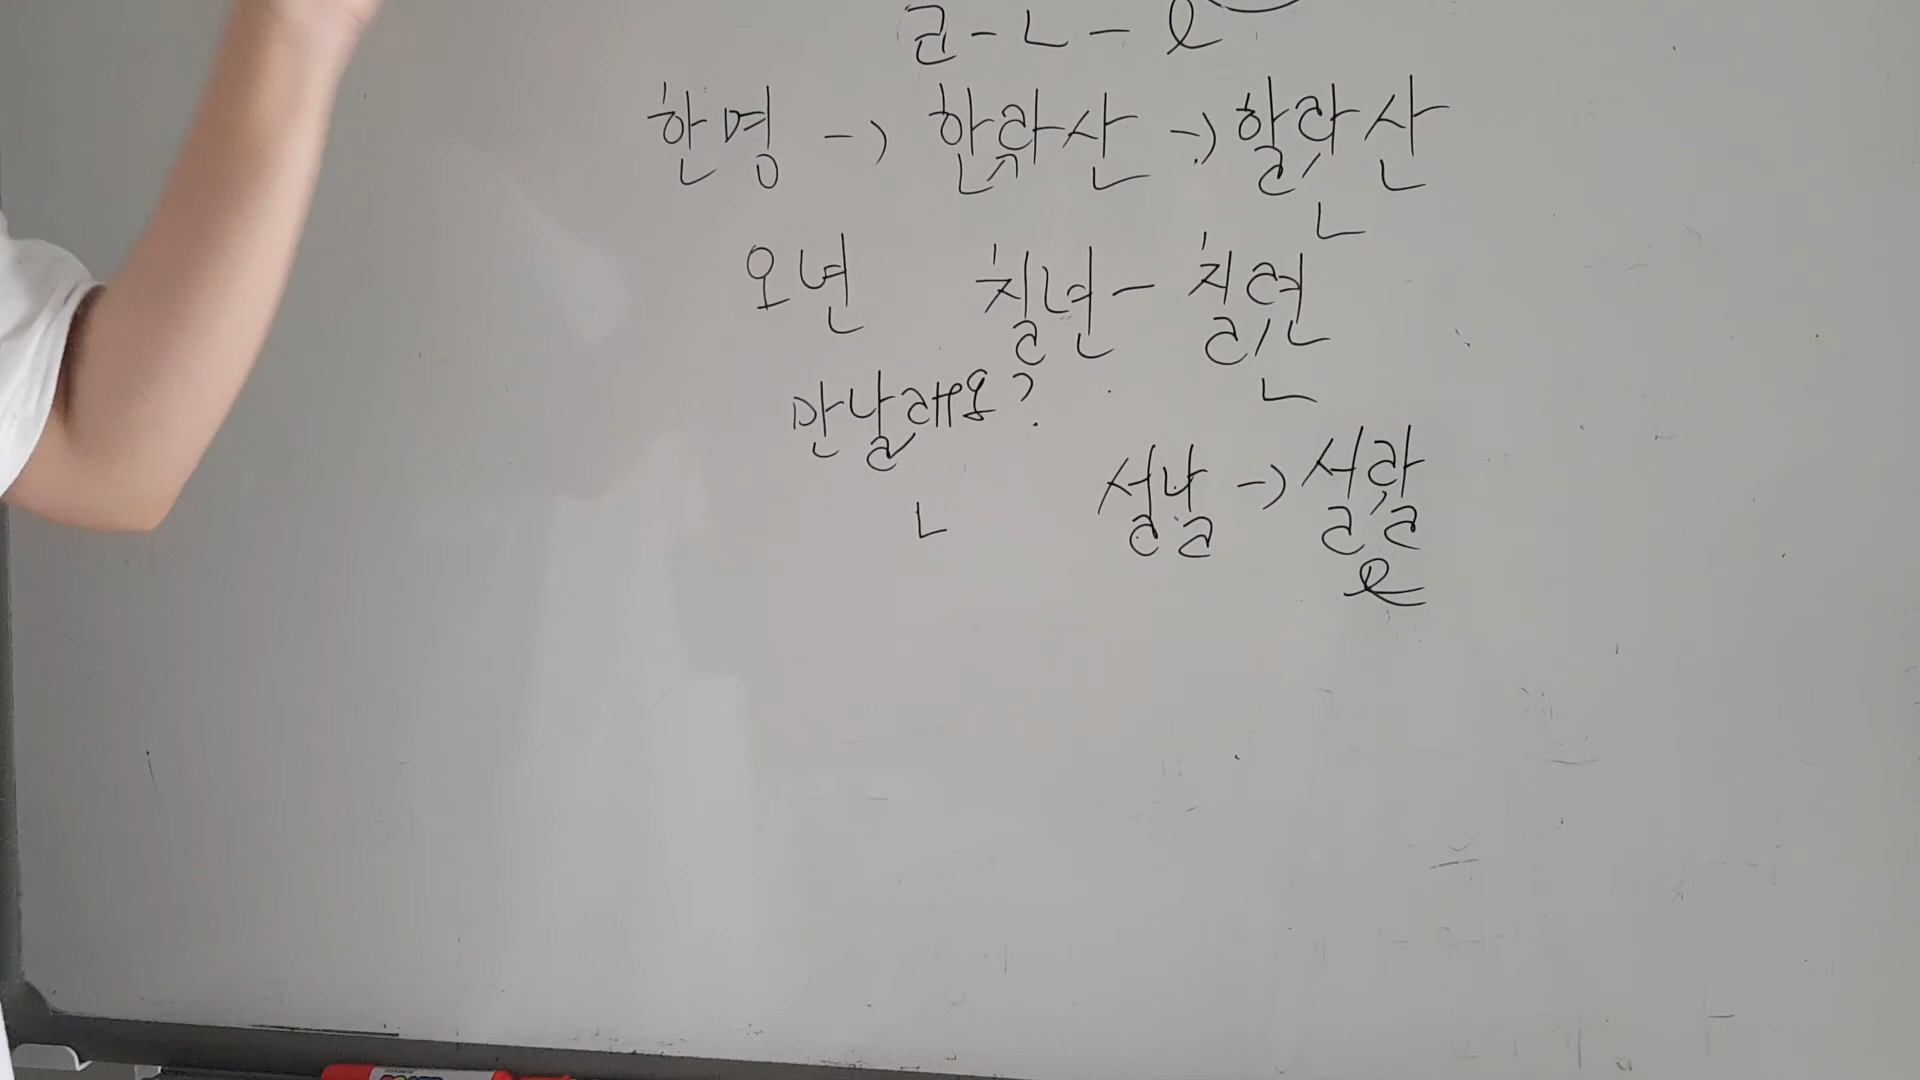 ㄹ - ㄴ - l
한명 → 한라산 → 할란산
ㄴ
오년 칠년 - 칠련
ㄴ
만날래요?
ㄴ
설날 → 설랄
l